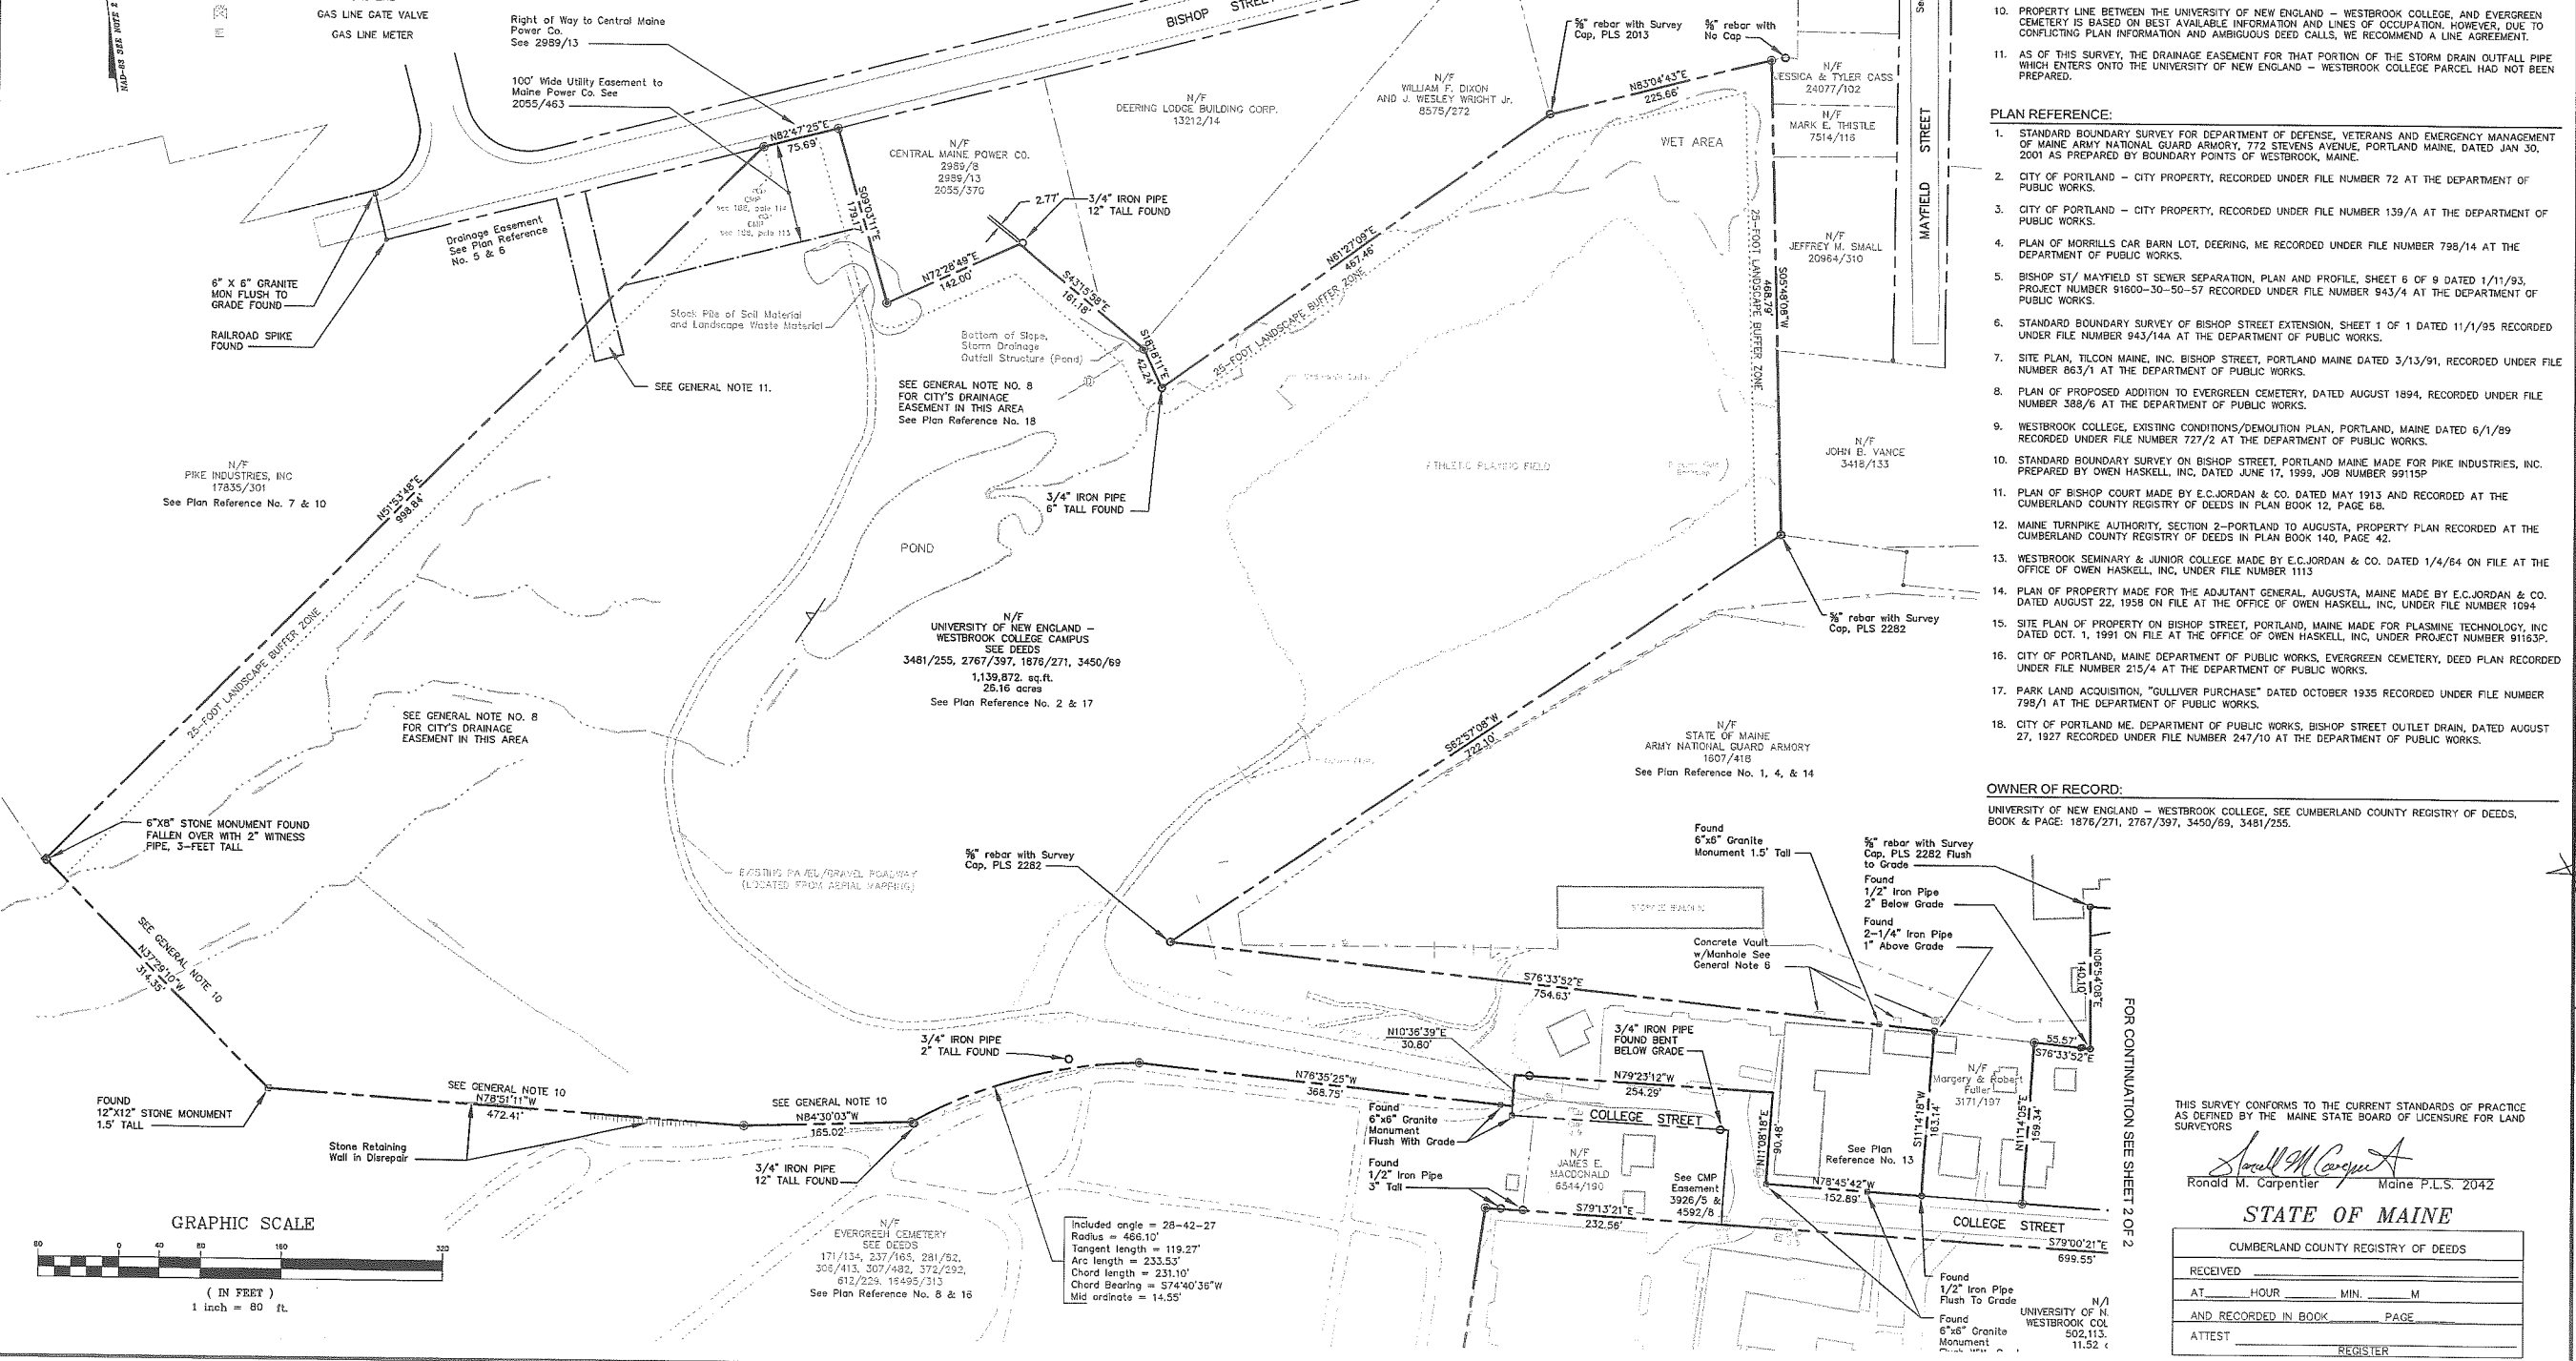 NAD-83 SEE NOTE 2
GAS LINE GATE VALVE
GAS LINE METER
Right of Way to Central Maine
Power Co.
See 2989/13
100' Wide Utility Easement to
Maine Power Co. See
2055/463
BISHOP STREET
N82°47'25"E
75.69'
S09°03'11"E
179.17'
N/F
CENTRAL MAINE POWER CO.
2989/8
2989/13
2055/370
N/F
DEERING LODGE BUILDING CORP.
13212/14
N/F
WILLIAM F. DIXON
AND J. WESLEY WRIGHT Jr.
8575/272
5/8" rebar with Survey
Cap, PLS 2013
5/8" rebar with
No Cap
N83°04'43"E
225.66'
N/F
JESSICA & TYLER CASS
24077/102
N/F
MARK E. THISTLE
7514/116
N/F
JEFFREY M. SMALL
20964/310
N/F
JOHN B. VANCE
3418/133
MAYFIELD STREET
WET AREA
25-FOOT LANDSCAPE BUFFER ZONE
S05°48'08"W
468.79'
2.77'
3/4" IRON PIPE
12" TALL FOUND
N72°28'49"E
142.00'
S43°15'58"E
161.18'
S18°18'11"E
42.24'
N61°27'09"E
467.46'
25-FOOT LANDSCAPE BUFFER ZONE
Drainage Easement
See Plan Reference
No. 5 & 6
6" X 6" GRANITE
MON FLUSH TO
GRADE FOUND
RAILROAD SPIKE
FOUND
SEE GENERAL NOTE 11.
Stock Pile of Soil Material
and Landscape Waste Material
Bottom of Slope,
Storm Drainage
Outfall Structure (Pond)
SEE GENERAL NOTE NO. 8
FOR CITY'S DRAINAGE
EASEMENT IN THIS AREA
See Plan Reference No. 18
3/4" IRON PIPE
6" TALL FOUND
ATHLETIC PLAYING FIELD
N/F
PIKE INDUSTRIES, INC
17835/301
See Plan Reference No. 7 & 10
N51°53'48"E
998.84'
POND
N/F
UNIVERSITY OF NEW ENGLAND –
WESTBROOK COLLEGE CAMPUS
SEE DEEDS
3481/255, 2767/397, 1876/271, 3450/69
1,139,872. sq.ft.
26.16 acres
See Plan Reference No. 2 & 17
5/8" rebar with Survey
Cap, PLS 2282
S62°57'08"W
722.10'
N/F
STATE OF MAINE
ARMY NATIONAL GUARD ARMORY
1607/418
See Plan Reference No. 1, 4, & 14
25-FOOT LANDSCAPE BUFFER ZONE
SEE GENERAL NOTE NO. 8
FOR CITY'S DRAINAGE
EASEMENT IN THIS AREA
6"X8" STONE MONUMENT FOUND
FALLEN OVER WITH 2" WITNESS
PIPE, 3-FEET TALL
EXISTING PAVED/GRAVEL ROADWAY
(LOCATED FROM AERIAL MAPPING)
5/8" rebar with Survey
Cap, PLS 2282
SEE GENERAL NOTE 10
N37°29'10"W
314.35'
FOUND
12"X12" STONE MONUMENT
1.5' TALL
SEE GENERAL NOTE 10
N78°51'11"W
472.41'
Stone Retaining
Wall in Disrepair
SEE GENERAL NOTE 10
N84°30'03"W
165.02'
3/4" IRON PIPE
2" TALL FOUND
3/4" IRON PIPE
12" TALL FOUND
N76°35'25"W
368.75'
Found
6"x6" Granite
Monument 1.5' Tall
5/8" rebar with Survey
Cap, PLS 2282 Flush
to Grade
Found
1/2" Iron Pipe
2" Below Grade
Found
2-1/4" Iron Pipe
1" Above Grade
STORAGE BUILDING
Concrete Vault
w/Manhole See
General Note 6
S76°33'52"E
754.63'
N10°36'39"E
30.80'
3/4" IRON PIPE
FOUND BENT
BELOW GRADE
N79°23'12"W
254.29'
COLLEGE STREET
Found
6"x6" Granite
Monument
Flush With Grade
Found
1/2" Iron Pipe
3" Tall
N/F
JAMES E.
MACDONALD
6544/190
See CMP
Easement
3926/5 &
4592/8
S79°13'21"E
232.56'
N11°08'18"E
90.48'
See Plan
Reference No. 13
N78°45'42"W
152.89'
S11°14'18"W
163.14'
N/F
Margery & Robert
Fuller
3171/197
N11°14'05"E
159.34'
55.57'
S76°33'52"E
N06°54'08"E
140.10'
COLLEGE STREET
S79°00'21"E
699.55'
FOR CONTINUATION SEE SHEET 2 OF 2
Found
1/2" Iron Pipe
Flush To Grade
Found
6"x6" Granite
Monument
UNIVERSITY OF N.
WESTBROOK COL
502,113.
11.52
N/F
EVERGREEN CEMETERY
SEE DEEDS
171/134, 237/165, 281/52,
306/413, 307/482, 372/292,
612/229, 16495/313
See Plan Reference No. 8 & 16
Included angle = 28-42-27
Radius = 466.10'
Tangent length = 119.27'
Arc length = 233.53'
Chord length = 231.10'
Chord Bearing = S74°40'36"W
Mid ordinate = 14.55'
GRAPHIC SCALE
80 0 40 80 160 320
( IN FEET )
1 inch = 80 ft.
10. PROPERTY LINE BETWEEN THE UNIVERSITY OF NEW ENGLAND – WESTBROOK COLLEGE, AND EVERGREEN
CEMETERY IS BASED ON BEST AVAILABLE INFORMATION AND LINES OF OCCUPATION. HOWEVER, DUE TO
CONFLICTING PLAN INFORMATION AND AMBIGUOUS DEED CALLS, WE RECOMMEND A LINE AGREEMENT.
11. AS OF THIS SURVEY, THE DRAINAGE EASEMENT FOR THAT PORTION OF THE STORM DRAIN OUTFALL PIPE
WHICH ENTERS ONTO THE UNIVERSITY OF NEW ENGLAND – WESTBROOK COLLEGE PARCEL HAD NOT BEEN
PREPARED.
PLAN REFERENCE:
1. STANDARD BOUNDARY SURVEY FOR DEPARTMENT OF DEFENSE, VETERANS AND EMERGENCY MANAGEMENT
OF MAINE ARMY NATIONAL GUARD ARMORY, 772 STEVENS AVENUE, PORTLAND MAINE, DATED JAN 30,
2001 AS PREPARED BY BOUNDARY POINTS OF WESTBROOK, MAINE.
2. CITY OF PORTLAND – CITY PROPERTY, RECORDED UNDER FILE NUMBER 72 AT THE DEPARTMENT OF
PUBLIC WORKS.
3. CITY OF PORTLAND – CITY PROPERTY, RECORDED UNDER FILE NUMBER 139/A AT THE DEPARTMENT OF
PUBLIC WORKS.
4. PLAN OF MORRILLS CAR BARN LOT, DEERING, ME RECORDED UNDER FILE NUMBER 798/14 AT THE
DEPARTMENT OF PUBLIC WORKS.
5. BISHOP ST/ MAYFIELD ST SEWER SEPARATION, PLAN AND PROFILE, SHEET 6 OF 9 DATED 1/11/93,
PROJECT NUMBER 91600-30-50-57 RECORDED UNDER FILE NUMBER 943/4 AT THE DEPARTMENT OF
PUBLIC WORKS.
6. STANDARD BOUNDARY SURVEY OF BISHOP STREET EXTENSION, SHEET 1 OF 1 DATED 11/1/95 RECORDED
UNDER FILE NUMBER 943/14A AT THE DEPARTMENT OF PUBLIC WORKS.
7. SITE PLAN, TILCON MAINE, INC. BISHOP STREET, PORTLAND MAINE DATED 3/13/91, RECORDED UNDER FILE
NUMBER 863/1 AT THE DEPARTMENT OF PUBLIC WORKS.
8. PLAN OF PROPOSED ADDITION TO EVERGREEN CEMETERY, DATED AUGUST 1894, RECORDED UNDER FILE
NUMBER 388/6 AT THE DEPARTMENT OF PUBLIC WORKS.
9. WESTBROOK COLLEGE, EXISTING CONDITIONS/DEMOLITION PLAN, PORTLAND, MAINE DATED 6/1/89
RECORDED UNDER FILE NUMBER 727/2 AT THE DEPARTMENT OF PUBLIC WORKS.
10. STANDARD BOUNDARY SURVEY ON BISHOP STREET, PORTLAND MAINE MADE FOR PIKE INDUSTRIES, INC.
PREPARED BY OWEN HASKELL, INC, DATED JUNE 17, 1999, JOB NUMBER 99115P
11. PLAN OF BISHOP COURT MADE BY E.C.JORDAN & CO. DATED MAY 1913 AND RECORDED AT THE
CUMBERLAND COUNTY REGISTRY OF DEEDS IN PLAN BOOK 12, PAGE 68.
12. MAINE TURNPIKE AUTHORITY, SECTION 2-PORTLAND TO AUGUSTA, PROPERTY PLAN RECORDED AT THE
CUMBERLAND COUNTY REGISTRY OF DEEDS IN PLAN BOOK 140, PAGE 42.
13. WESTBROOK SEMINARY & JUNIOR COLLEGE MADE BY E.C.JORDAN & CO. DATED 1/4/64 ON FILE AT THE
OFFICE OF OWEN HASKELL, INC, UNDER FILE NUMBER 1113
14. PLAN OF PROPERTY MADE FOR THE ADJUTANT GENERAL, AUGUSTA, MAINE MADE BY E.C.JORDAN & CO.
DATED AUGUST 22, 1958 ON FILE AT THE OFFICE OF OWEN HASKELL, INC, UNDER FILE NUMBER 1094
15. SITE PLAN OF PROPERTY ON BISHOP STREET, PORTLAND, MAINE MADE FOR PLASMINE TECHNOLOGY, INC
DATED OCT. 1, 1991 ON FILE AT THE OFFICE OF OWEN HASKELL, INC, UNDER PROJECT NUMBER 91163P.
16. CITY OF PORTLAND, MAINE DEPARTMENT OF PUBLIC WORKS, EVERGREEN CEMETERY, DEED PLAN RECORDED
UNDER FILE NUMBER 215/4 AT THE DEPARTMENT OF PUBLIC WORKS.
17. PARK LAND ACQUISITION, "GULLIVER PURCHASE" DATED OCTOBER 1935 RECORDED UNDER FILE NUMBER
798/1 AT THE DEPARTMENT OF PUBLIC WORKS.
18. CITY OF PORTLAND ME. DEPARTMENT OF PUBLIC WORKS, BISHOP STREET OUTLET DRAIN, DATED AUGUST
27, 1927 RECORDED UNDER FILE NUMBER 247/10 AT THE DEPARTMENT OF PUBLIC WORKS.
OWNER OF RECORD:
UNIVERSITY OF NEW ENGLAND – WESTBROOK COLLEGE, SEE CUMBERLAND COUNTY REGISTRY OF DEEDS,
BOOK & PAGE: 1876/271, 2767/397, 3450/69, 3481/255.
THIS SURVEY CONFORMS TO THE CURRENT STANDARDS OF PRACTICE
AS DEFINED BY THE MAINE STATE BOARD OF LICENSURE FOR LAND
SURVEYORS
Ronald M. Carpentier Maine P.L.S. 2042
STATE OF MAINE
CUMBERLAND COUNTY REGISTRY OF DEEDS
RECEIVED
AT HOUR MIN. M
AND RECORDED IN BOOK PAGE
ATTEST
REGISTER